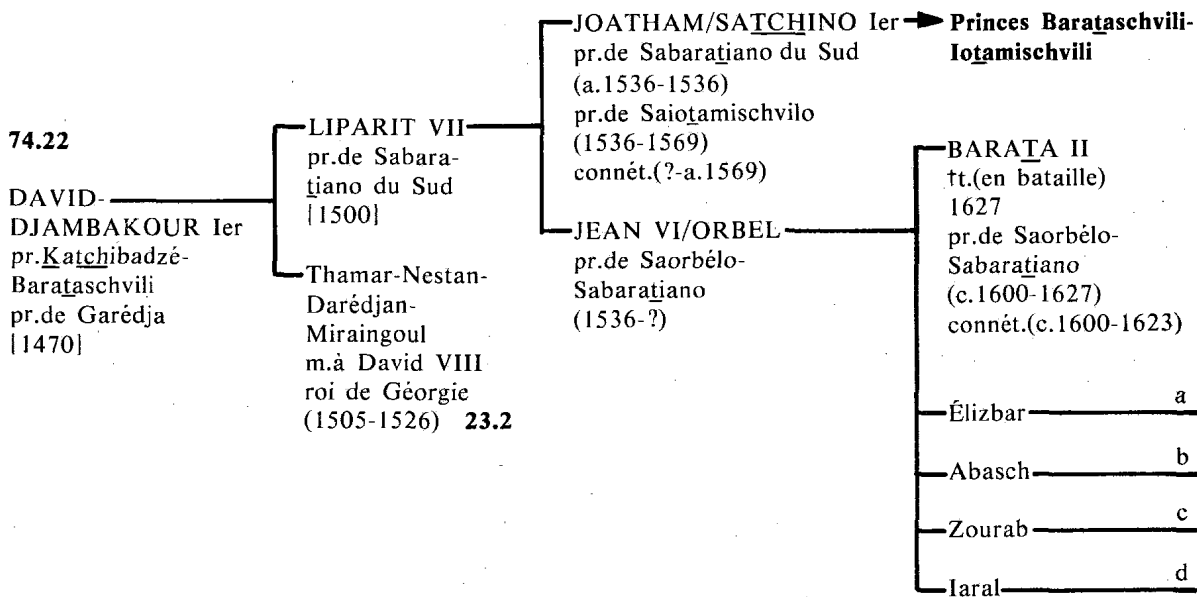 74.22
DAVID-
DJAMBAKOUR Ier
pr.Katchibadzé-
Barataschvili
pr.de Garédja
[1470]
LIPARIT VII
pr.de Sabara-
tiano du Sud
[1500]
Thamar-Nestan-
Darédjan-
Miraingoul
m.à David VIII
roi de Géorgie
(1505-1526) 23.2
JOATHAM/SATCHINO Ier
pr.de Sabaratiano du Sud
(a.1536-1536)
pr.de Saiotamischvilo
(1536-1569)
connét.(?-a.1569)
Princes Barataschvili-
Iotamischvili
JEAN VI/ORBEL
pr.de Saorbélo-
Sabaratiano
(1536-?)
BARATA II
†t.(en bataille)
1627
pr.de Saorbélo-
Sabaratiano
(c.1600-1627)
connét.(c.1600-1623)
Élizbar a
Abasch b
Zourab c
Iaral d